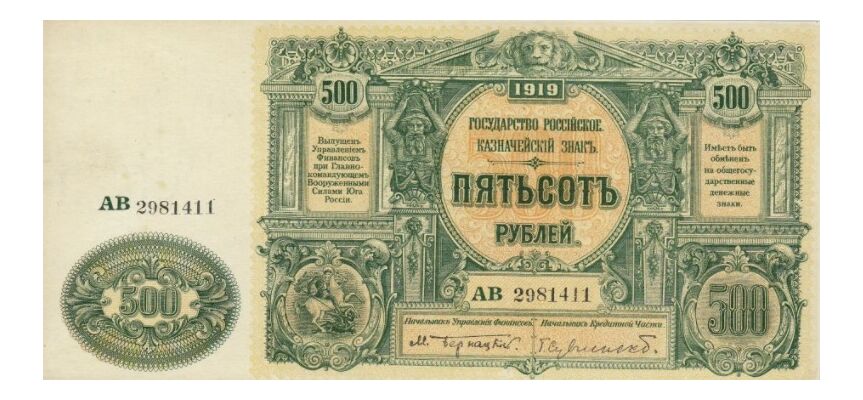 1919
500
500
ГОСУДАРСТВО РОССІЙСКОЕ.
КАЗНАЧЕЙСКІЙ ЗНАКЪ.
Выпущенъ
Управленіемъ
Финансовъ
при Главно-
командующемъ
Вооруженными
Силами Юга
Россіи.
Имѣетъ быть
обмѣненъ
на общегосу-
дарственные
денежные
знаки.
ПЯТЬСОТЪ
РУБЛЕЙ.
АВ 2981411
АВ 2981411
500
500
Начальникъ Управленія Финансовъ
Начальникъ Кредитной Части
М. Бернацкій.